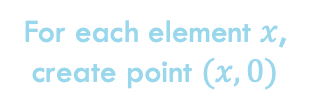 For each element x,
create point (x, 0)